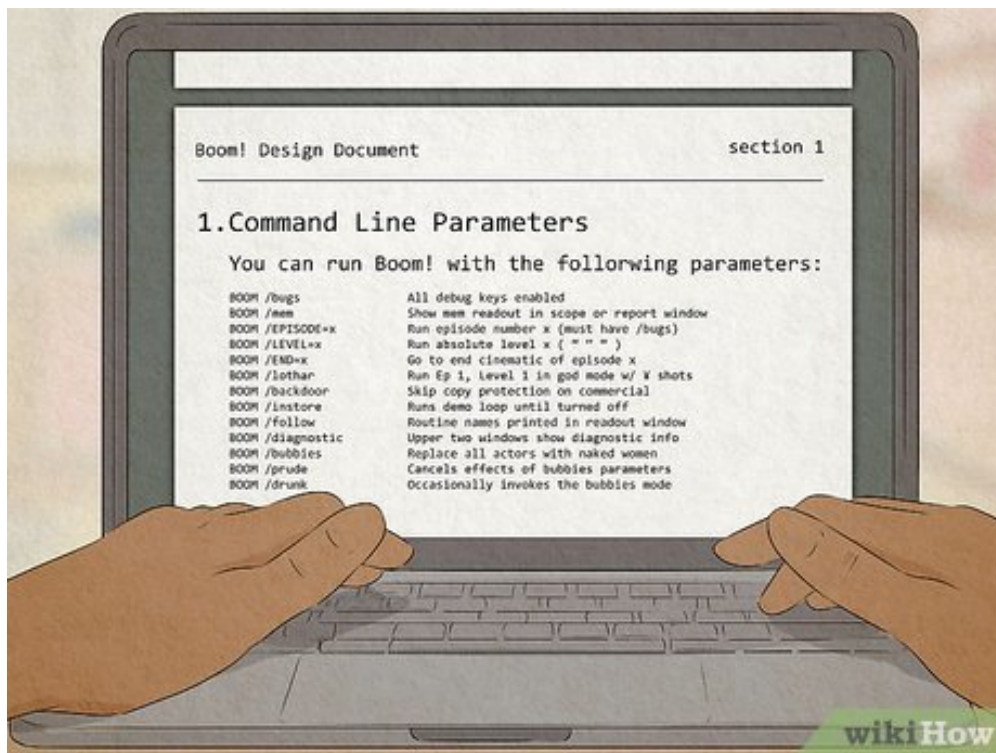 Boom! Design Document section 1
1.Command Line Parameters
You can run Boom! with the follorwing parameters:
BOOM /bugs All debug keys enabled
BOOM /mem Show mem readout in scope or report window
BOOM /EPISODE=x Run episode number x (must have /bugs)
BOOM /LEVEL=x Run absolute level x ( " " " )
BOOM /END=x Go to end cinematic of episode x
BOOM /lothar Run Ep 1, Level 1 in god mode w/ ¥ shots
BOOM /backdoor Skip copy protection on commercial
BOOM /instore Runs demo loop until turned off
BOOM /follow Routine names printed in readout window
BOOM /diagnostic Upper two windows show diagnostic info
BOOM /bubbies Replace all actors with naked women
BOOM /prude Cancels effects of bubbies parameters
BOOM /drunk Occasionally invokes the bubbies mode
wikiHow